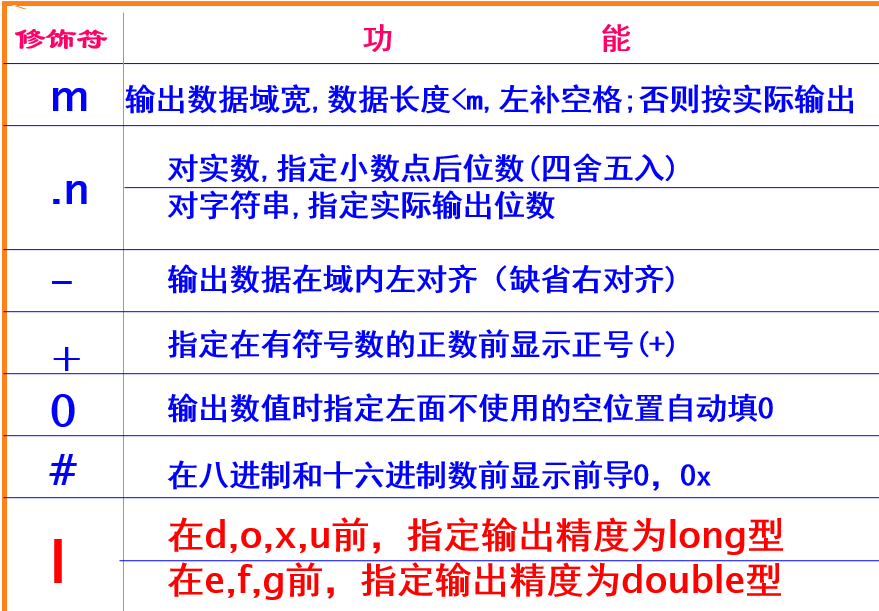 修饰符 功 能
m 输出数据域宏,数据长度<m,左补空格;否则按实际输出
.n 对实数,指定小数点后位数(四舍五入)
对字符串,指定实际输出位数
- 输出数据在域内左对齐（缺省右对齐)
+ 指定在有符号数的正数前显示正号(+)
0 输出数值时指定左面不使用的空位置自动填0
# 在八进制和十六进制数前显示前导0，0x
l 在d,o,x,u前，指定输出精度为long型
在e,f,g前，指定输出精度为double型